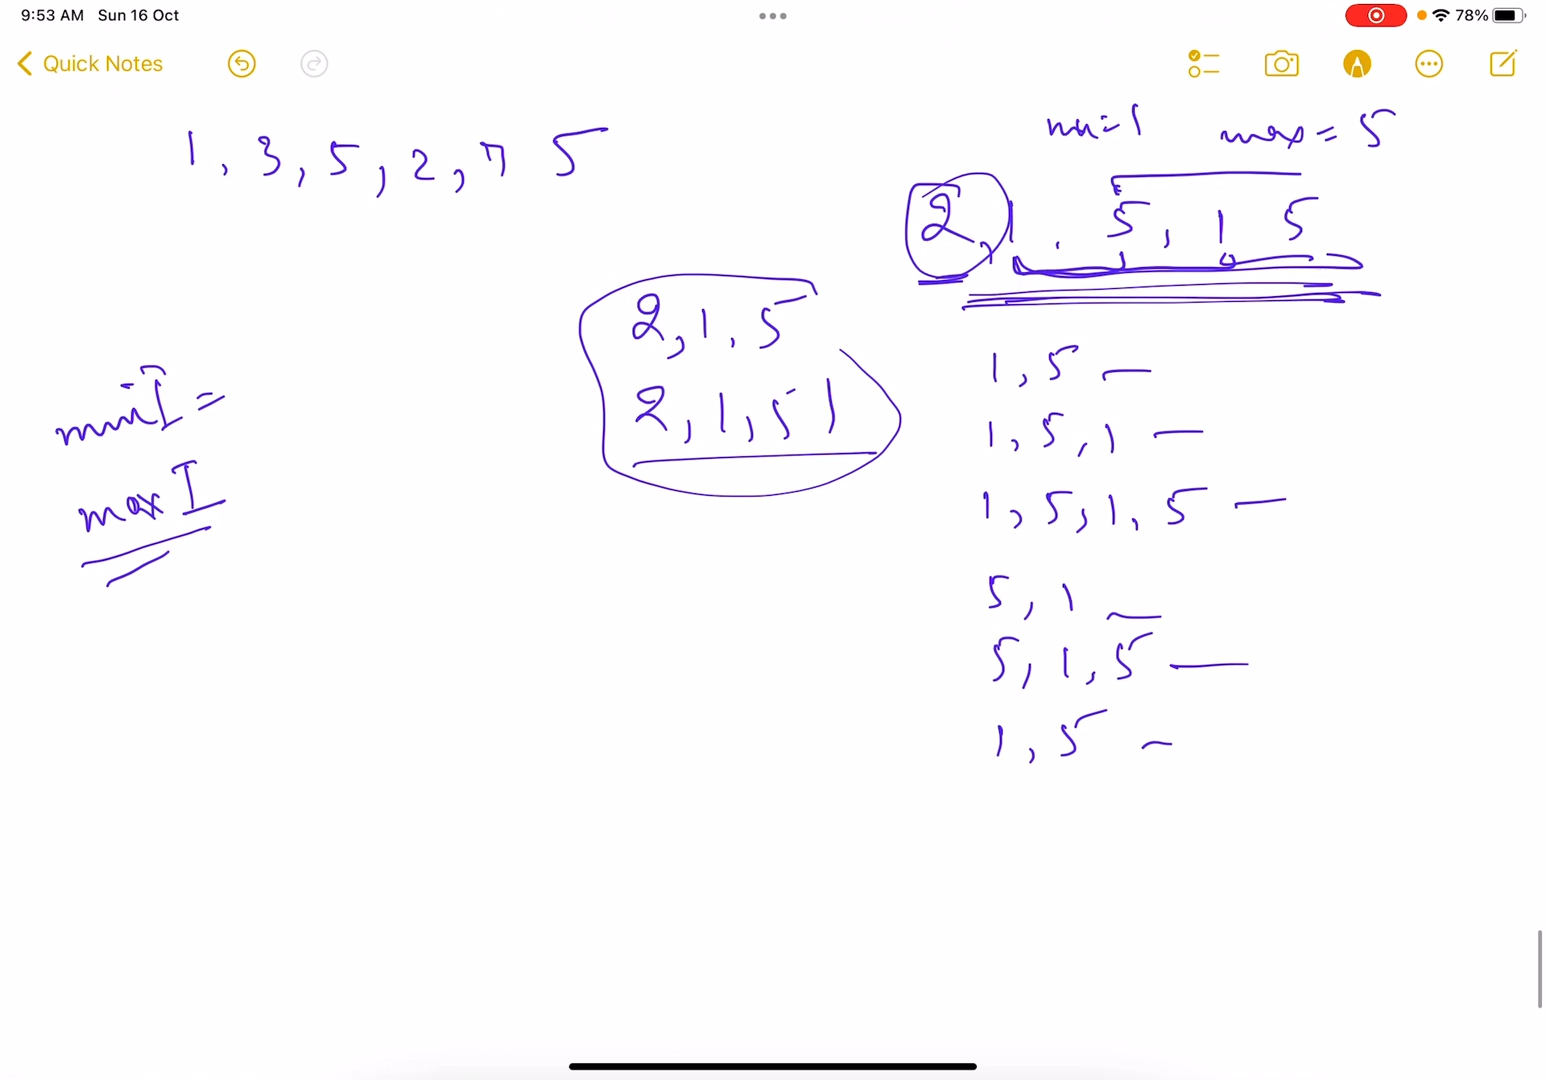 9:53 AM Sun 16 Oct
78%
Quick Notes
1, 3, 5, 2, 7 5
mn=1 max = 5
2, 1, 5, 1 5
2, 1, 5
2, 1, 5 1
minI =
maxI
1, 5 —
1, 5, 1 —
1, 5, 1, 5 —
5, 1 —
5, 1, 5 —
1, 5 –